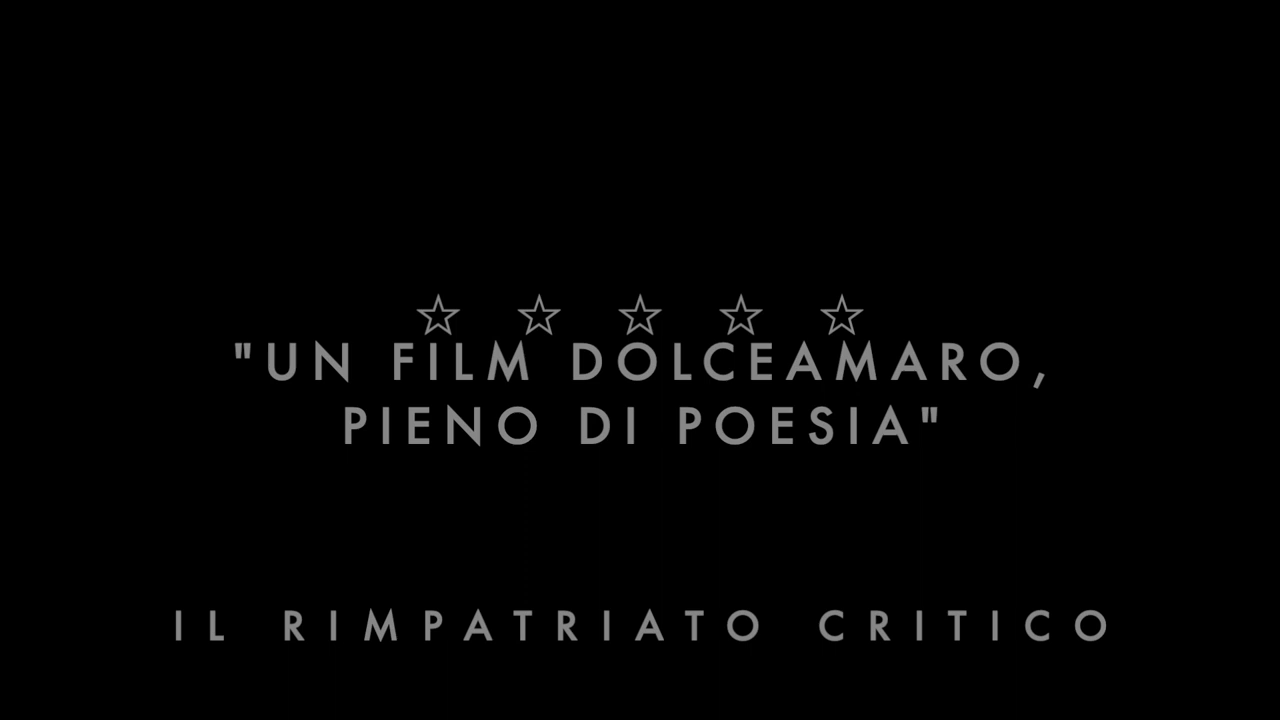 ☆ ☆ ☆ ☆ ☆
"UN FILM DOLCEAMARO,
PIENO DI POESIA"
IL RIMPATRIATO CRITICO